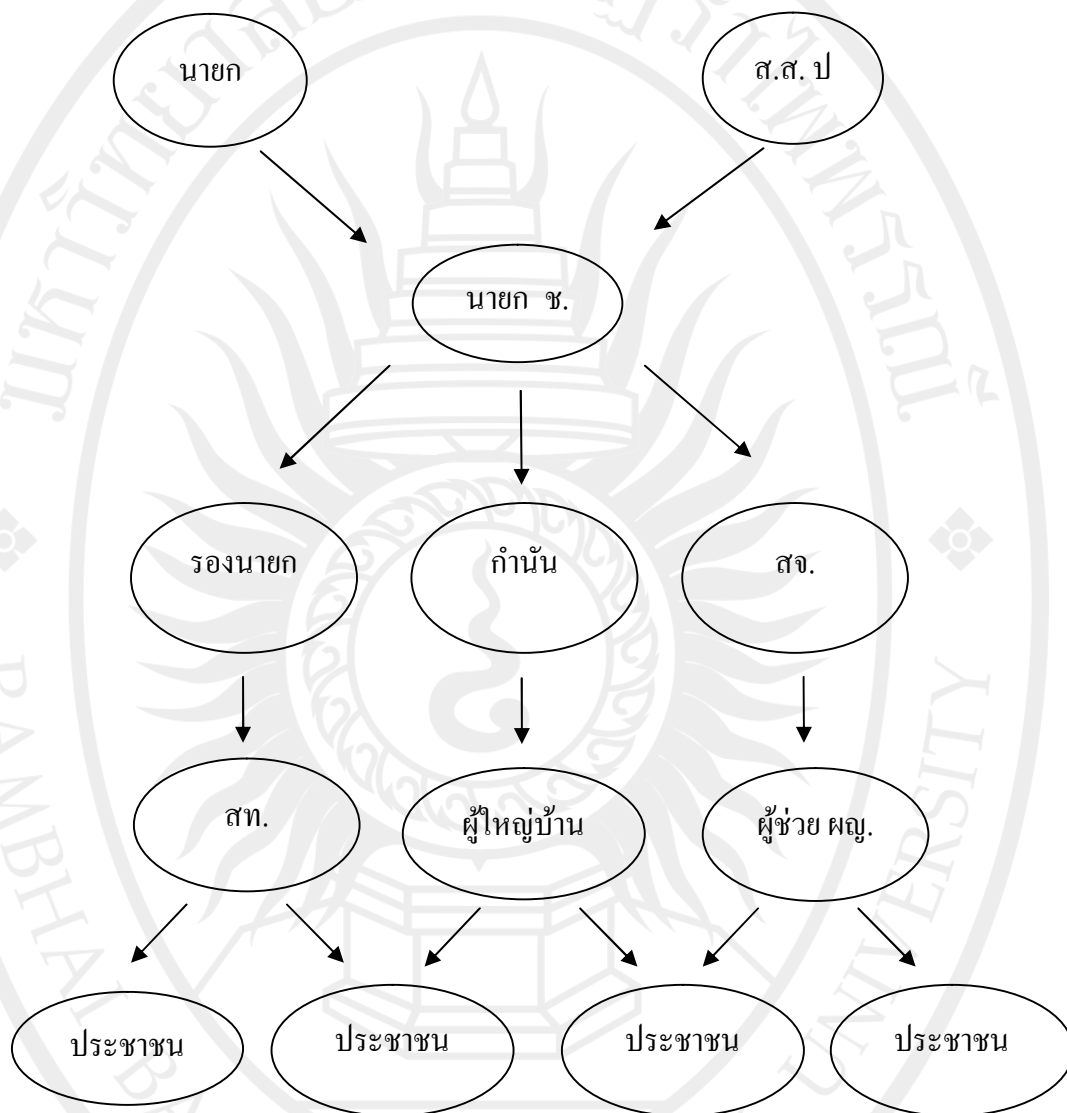 นายก
ส.ส. ป
นายก ช.
รองนายก
กำนัน
สจ.
สท.
ผู้ใหญ่บ้าน
ผู้ช่วย ผญ.
ประชาชน
ประชาชน
ประชาชน
ประชาชน
UNIVERSITY